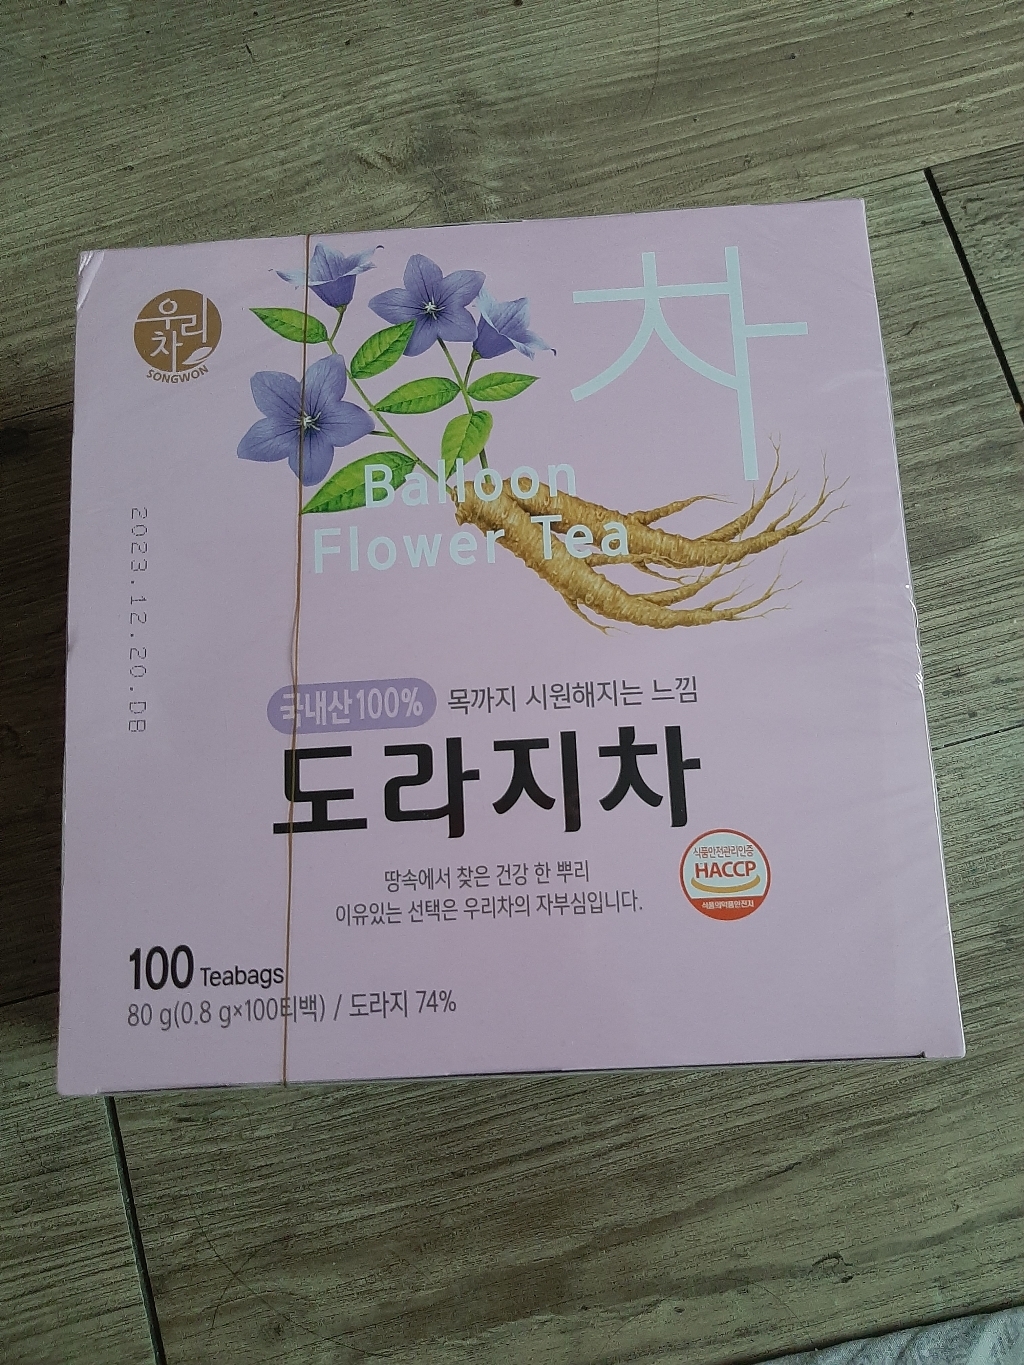 우리
차
SONGWON
차
Balloon
Flower Tea
2023.12.20.DB
국내산100% 목까지 시원해지는 느낌
도라지차
땅속에서 찾은 건강 한 뿌리
이유있는 선택은 우리차의 자부심입니다.
식품안전관리인증
HACCP
식품의약품안전처
100 Teabags
80 g(0.8 g×100티백) / 도라지 74%